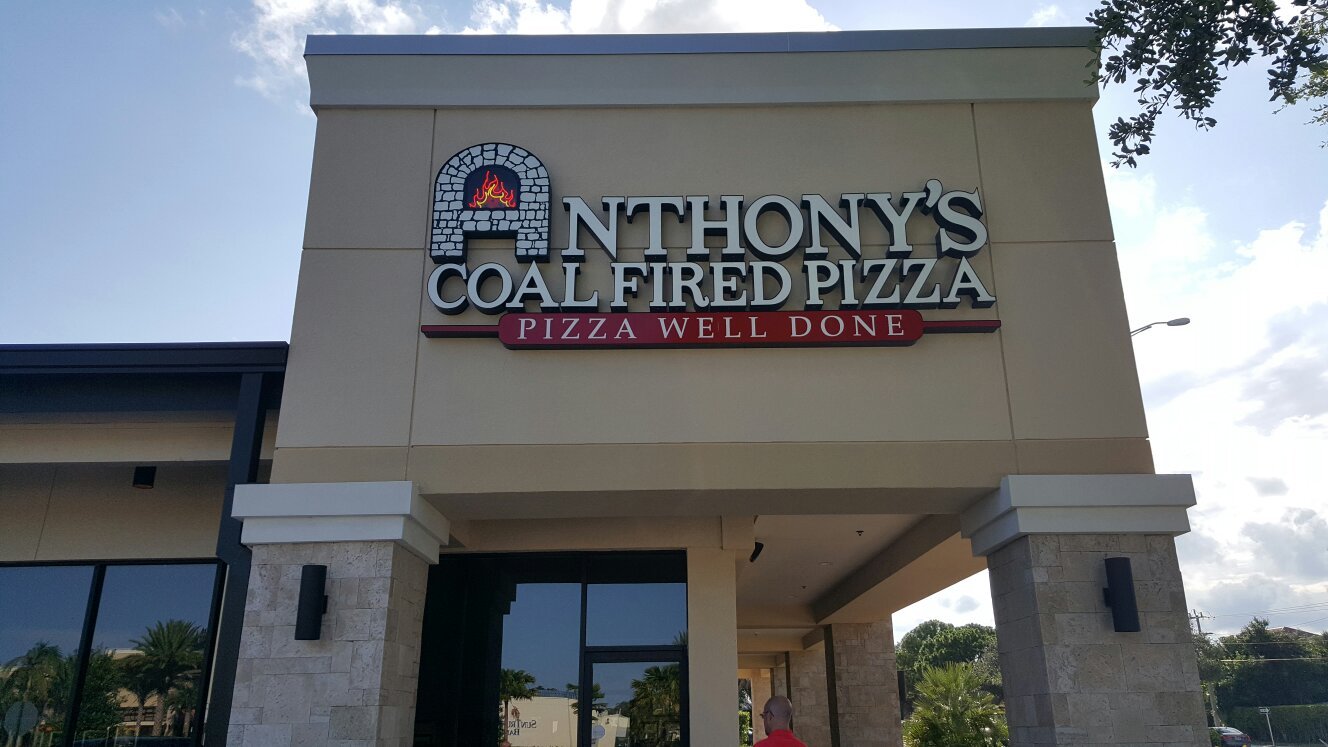 ANTHONY'S
COAL FIRED PIZZA
PIZZA WELL DONE